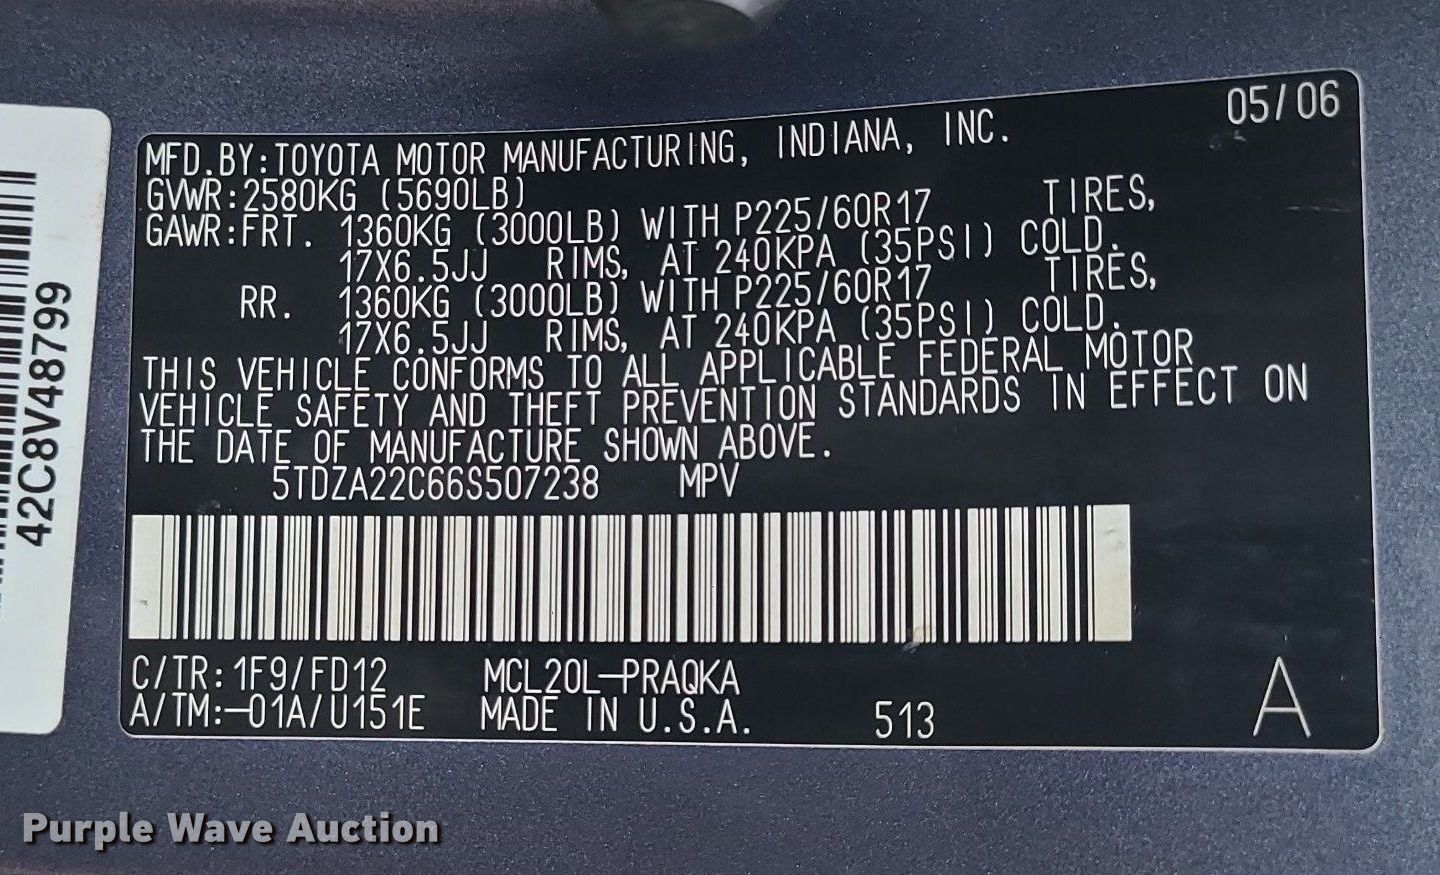 05/06
MFD.BY:TOYOTA MOTOR MANUFACTURING, INDIANA, INC.
GVWR:2580KG (5690LB)
GAWR:FRT. 1360KG (3000LB) WITH P225/60R17 TIRES,
17X6.5JJ RIMS, AT 240KPA (35PSI) COLD.
RR. 1360KG (3000LB) WITH P225/60R17 TIRES,
17X6.5JJ RIMS, AT 240KPA (35PSI) COLD.
THIS VEHICLE CONFORMS TO ALL APPLICABLE FEDERAL MOTOR
VEHICLE SAFETY AND THEFT PREVENTION STANDARDS IN EFFECT ON
THE DATE OF MANUFACTURE SHOWN ABOVE.
5TDZA22C66S507238 MPV
C/TR:1F9/FD12 MCL20L-PRAQKA
A/TM:-01A/U151E MADE IN U.S.A. 513 A
42C8V48799
Purple Wave Auction